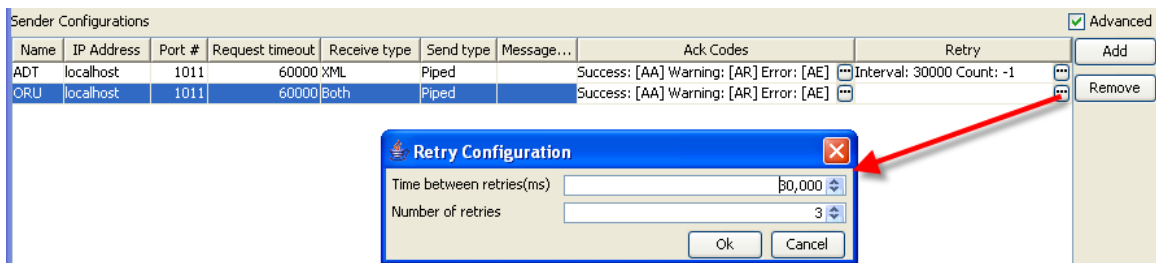 Sender Configurations Advanced
Name IP Address Port # Request timeout Receive type Send type Message... Ack Codes Retry Add
ADT localhost 1011 60000 XML Piped Success: [AA] Warning: [AR] Error: [AE] Interval: 30000 Count: -1
ORU localhost 1011 60000 Both Piped Success: [AA] Warning: [AR] Error: [AE] Remove
Retry Configuration
Time between retries(ms) 30,000
Number of retries 3
Ok Cancel